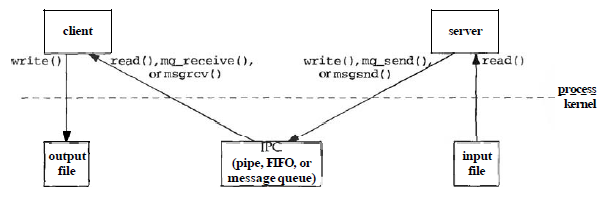 client
server
write()
read(),mq_receive(),
or msgrcv()
write(),mq_send(),
or msgsnd()
read()
process
kernel
output
file
IPC
(pipe, FIFO, or
message queue)
input
file